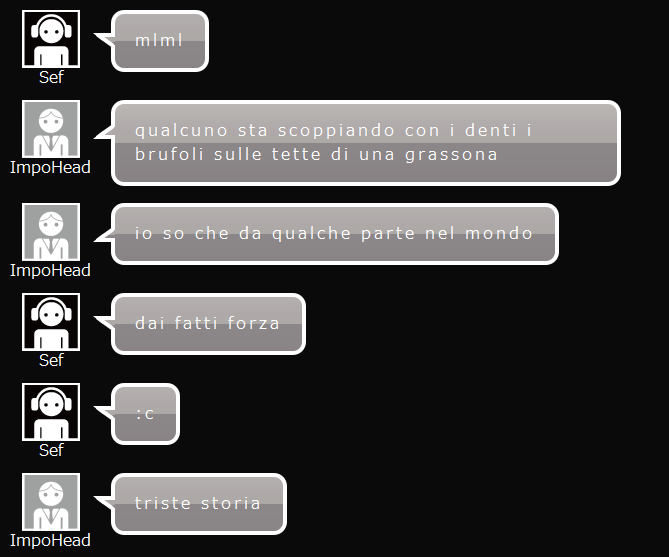 mlml
Sef
qualcuno sta scoppiando con i denti i
brufoli sulle tette di una grassona
ImpoHead
io so che da qualche parte nel mondo
ImpoHead
dai fatti forza
Sef
:c
Sef
triste storia
ImpoHead